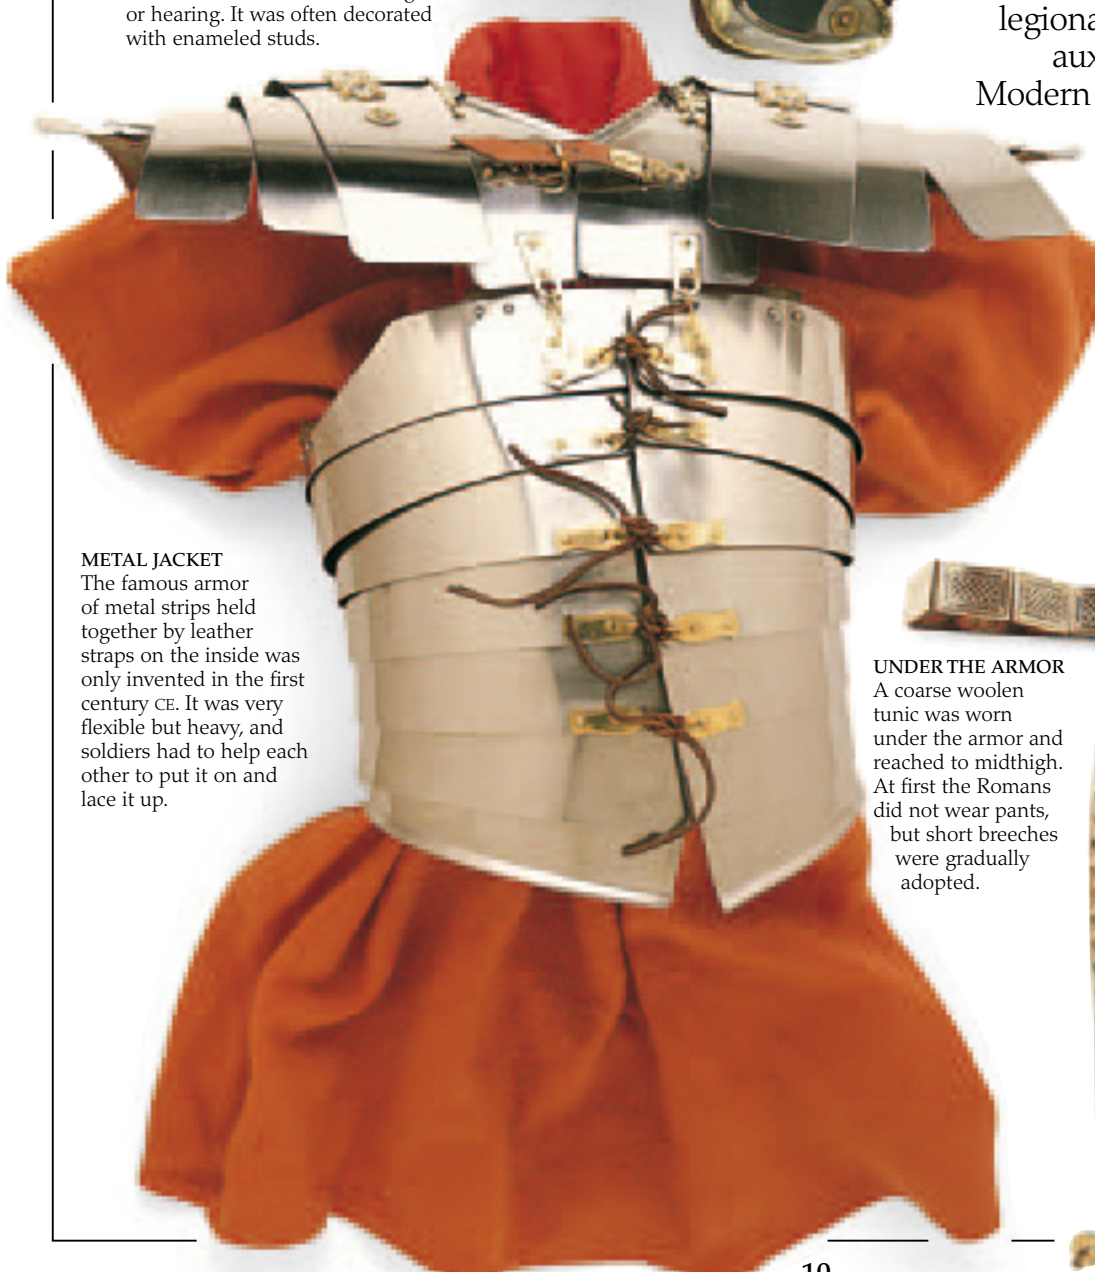 or hearing. It was often decorated
with enameled studs.
legiona
aux
Modern
METAL JACKET
The famous armor
of metal strips held
together by leather
straps on the inside was
only invented in the first
century CE. It was very
flexible but heavy, and
soldiers had to help each
other to put it on and
lace it up.
UNDER THE ARMOR
A coarse woolen
tunic was worn
under the armor and
reached to midthigh.
At first the Romans
did not wear pants,
but short breeches
were gradually
adopted.